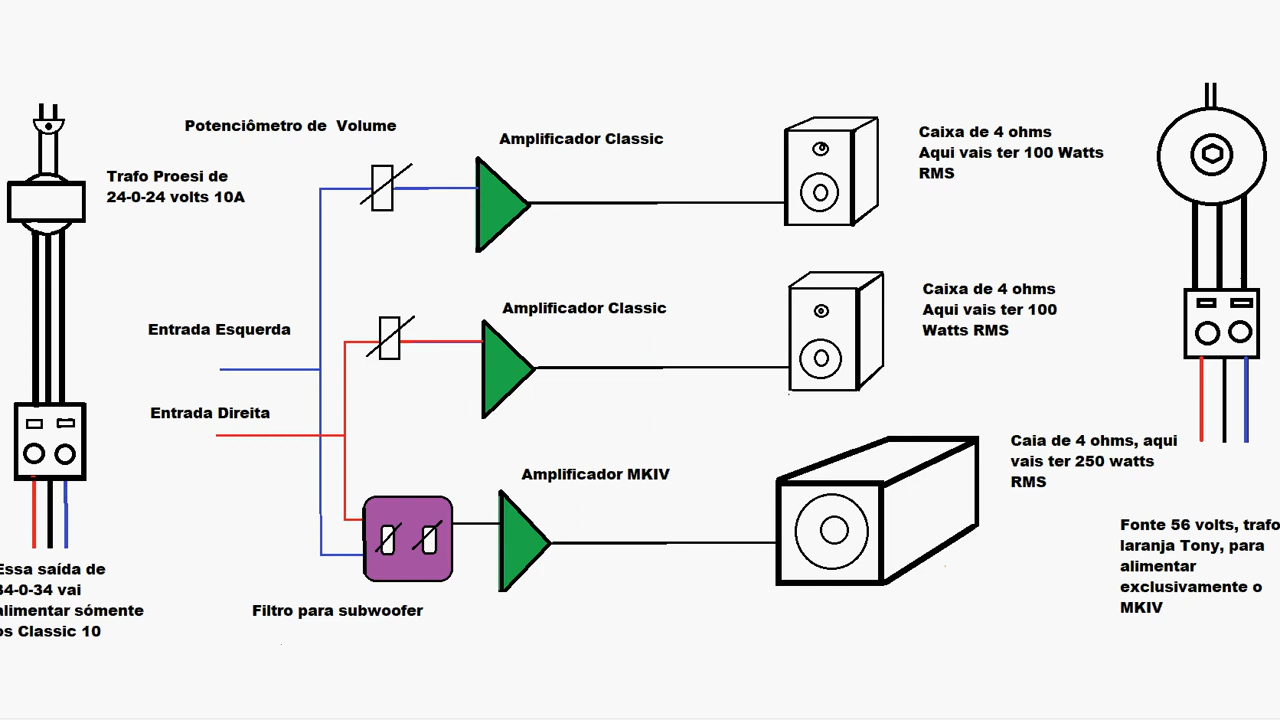 Potenciômetro de  Volume
Trafo Proesi de
24-0-24 volts 10A
Amplificador Classic
Caixa de 4 ohms
Aqui vais ter 100 Watts
RMS
Entrada Esquerda
Amplificador Classic
Caixa de 4 ohms
Aqui vais ter 100
Watts RMS
Entrada Direita
Amplificador MKIV
Caia de 4 ohms, aqui
vais ter 250 watts
RMS
Essa saída de
34-0-34 vai
alimentar sómente
os Classic 10
Filtro para subwoofer
Fonte 56 volts, trafo
laranja Tony, para
alimentar
exclusivamente o
MKIV